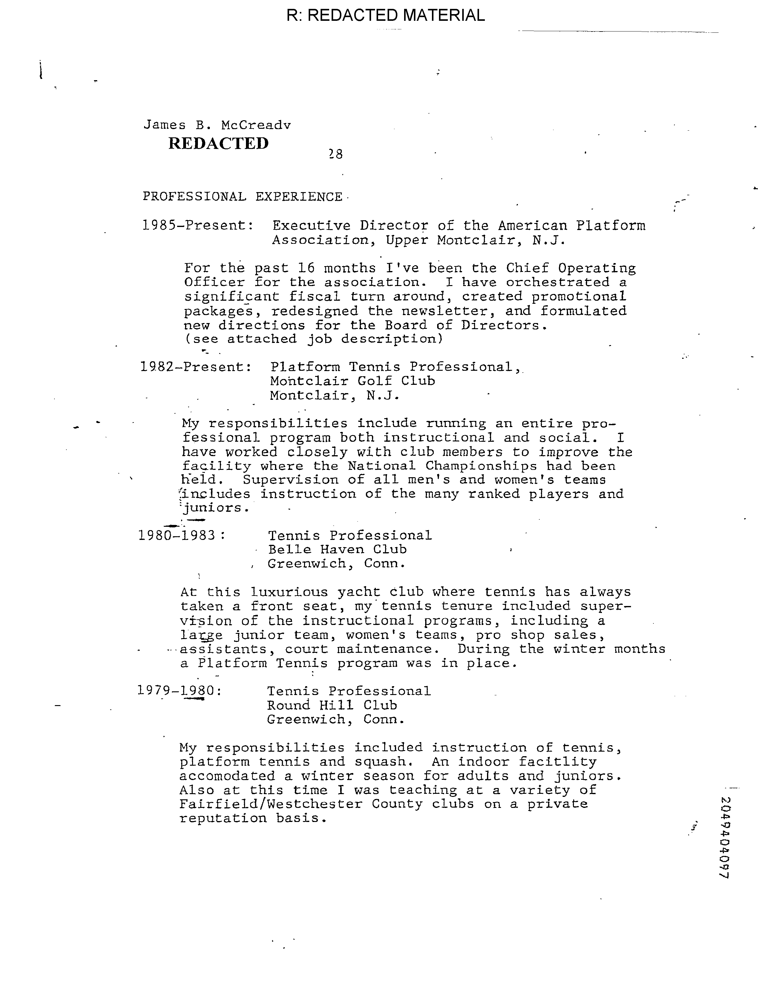 R: REDACTED MATERIAL
James B. McCreadv
REDACTED
28
PROFESSIONAL EXPERIENCE
1985-Present: Executive Director of the American Platform
Association, Upper Montclair, N.J.
For the past 16 months I've been the Chief Operating
Officer for the association. I have orchestrated a
significant fiscal turn around, created promotional
packages, redesigned the newsletter, and formulated
new directions for the Board of Directors.
(see attached job description)
1982-Present: Platform Tennis Professional,
Montclair Golf Club
Montclair, N.J.
My responsibilities include running an entire pro-
fessional program both instructional and social. I
have worked closely with club members to improve the
facility where the National Championships had been
held. Supervision of all men's and women's teams
includes instruction of the many ranked players and
juniors.
1980-1983: Tennis Professional
Belle Haven Club
Greenwich, Conn.
At this luxurious yacht club where tennis has always
taken a front seat, my tennis tenure included super-
vision of the instructional programs, including a
large junior team, women's teams, pro shop sales,
assistants, court maintenance. During the winter months
a Platform Tennis program was in place.
1979-1980: Tennis Professional
Round Hill Club
Greenwich, Conn.
My responsibilities included instruction of tennis,
platform tennis and squash. An indoor facitlity
accomodated a winter season for adults and juniors.
Also at this time I was teaching at a variety of
Fairfield/Westchester County clubs on a private
reputation basis.
2049404097